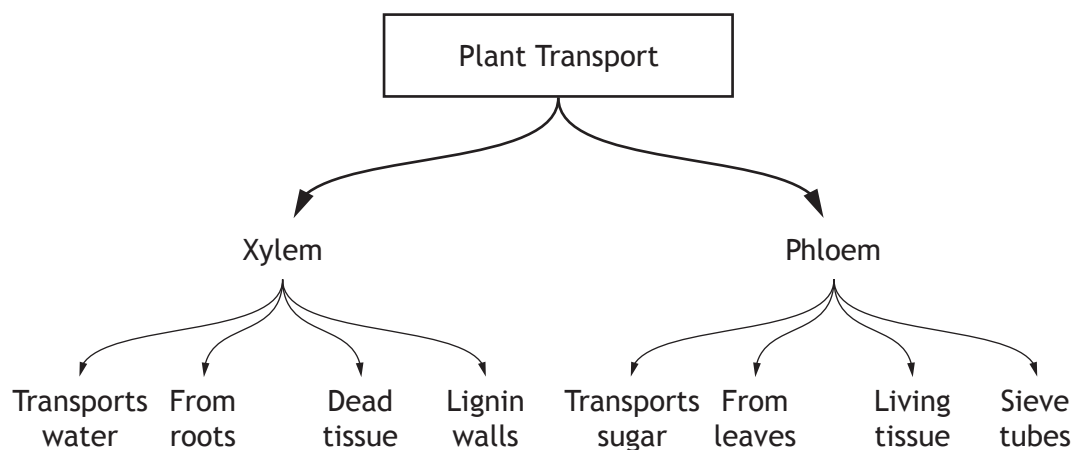 Plant Transport
Xylem
Phloem
Transports
water
From
roots
Dead
tissue
Lignin
walls
Transports
sugar
From
leaves
Living
tissue
Sieve
tubes